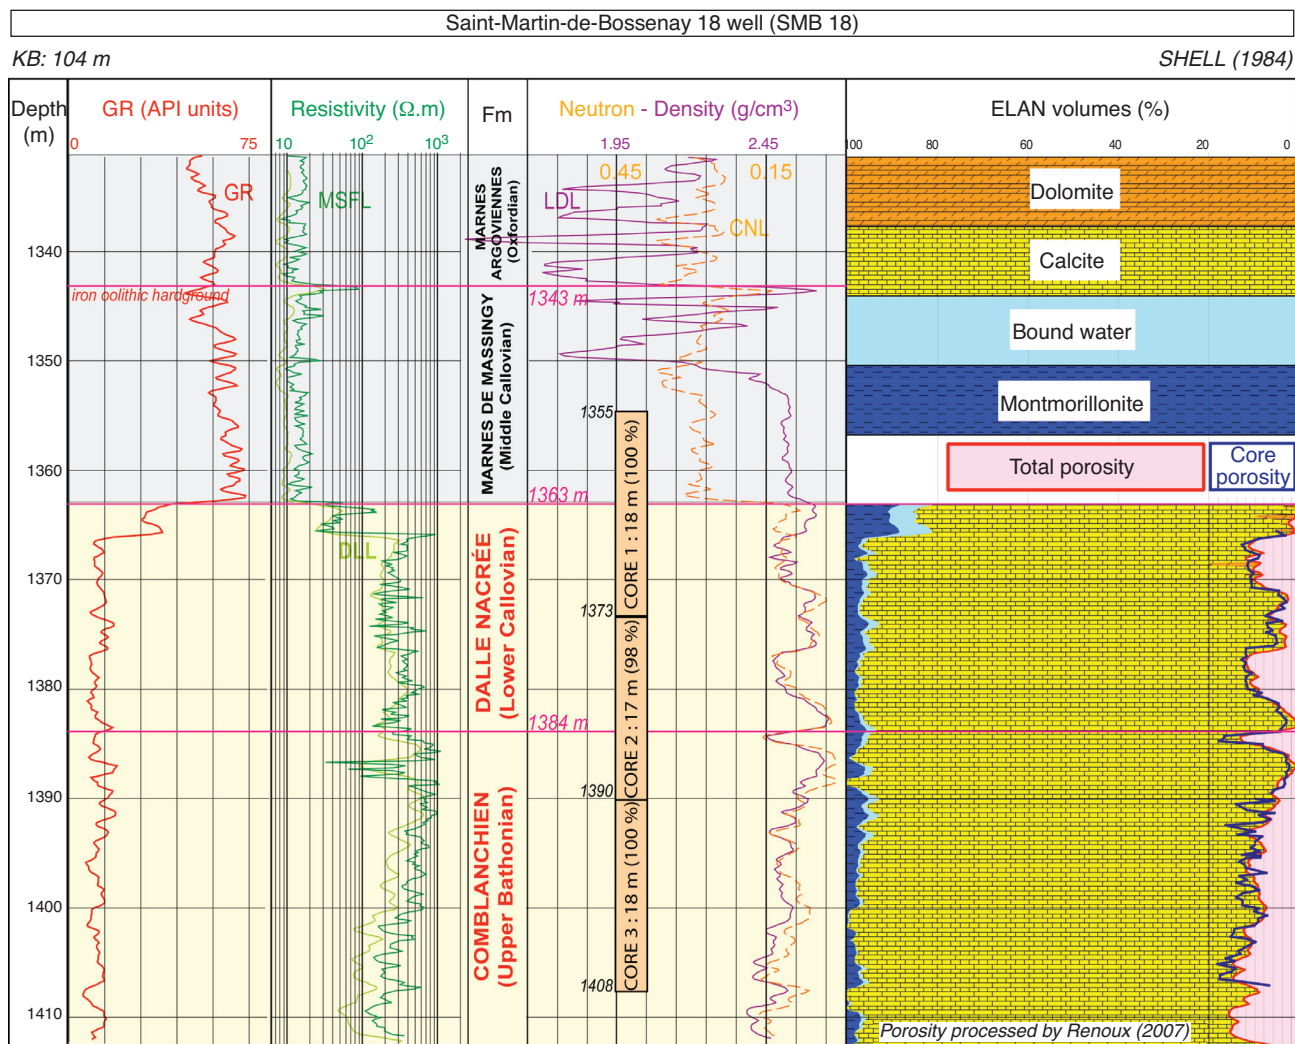 Saint-Martin-de-Bossenay 18 well (SMB 18)
KB: 104 m
SHELL (1984)
Depth
(m)
GR (API units)
0
75
Resistivity (Ω.m)
10
10²
10³
Fm
Neutron - Density (g/cm³)
1.95
2.45
0.45
0.15
ELAN volumes (%)
100
80
60
40
20
0
GR
MSFL
MARNES
ARGOVIENNES
(Oxfordian)
LDL
CNL
Dolomite
Calcite
Bound water
Montmorillonite
Total porosity
Core
porosity
1340
iron oolithic hardground
1343 m
MARNES DE MASSINGY
(Middle Callovian)
1350
1355
1360
1363 m
CORE 1 : 18 m (100 %)
DLL
DALLE NACRÉE
(Lower Callovian)
1370
1373
CORE 2 : 17 m (98 %)
1380
1384 m
1390
1390
COMBLANCHIEN
(Upper Bathonian)
CORE 3 : 18 m (100 %)
1400
1408
1410
Porosity processed by Renoux (2007)